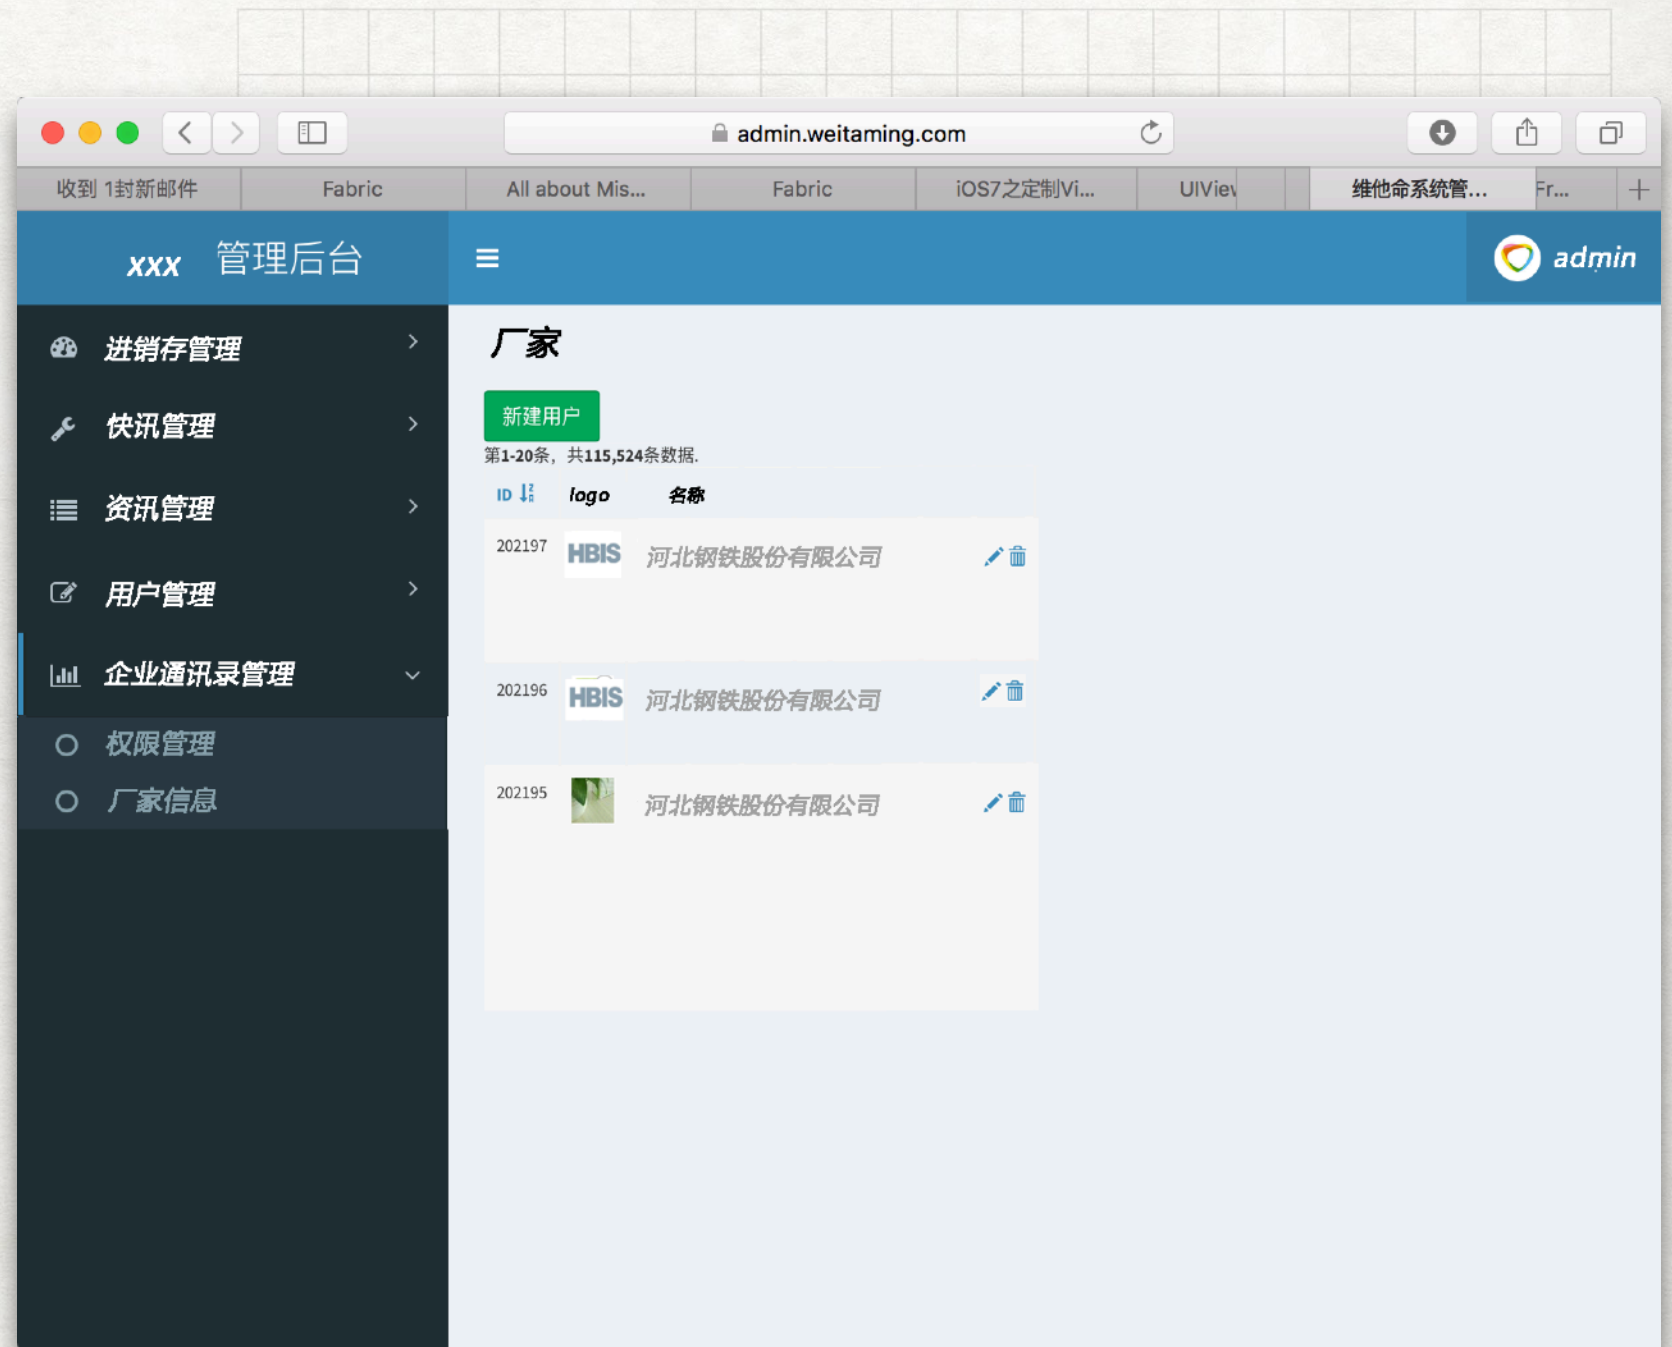 admin.weitaming.com
收到 1封新邮件 Fabric All about Mis... Fabric iOS7之定制Vi... UIView 维他命系统管... Fr...
xxx 管理后台 admin
进销存管理
快讯管理
资讯管理
用户管理
企业通讯录管理
权限管理
厂家信息
厂家
新建用户
第1-20条，共115,524条数据.
ID logo 名称
202197 HBIS 河北钢铁股份有限公司
202196 HBIS 河北钢铁股份有限公司
202195 河北钢铁股份有限公司